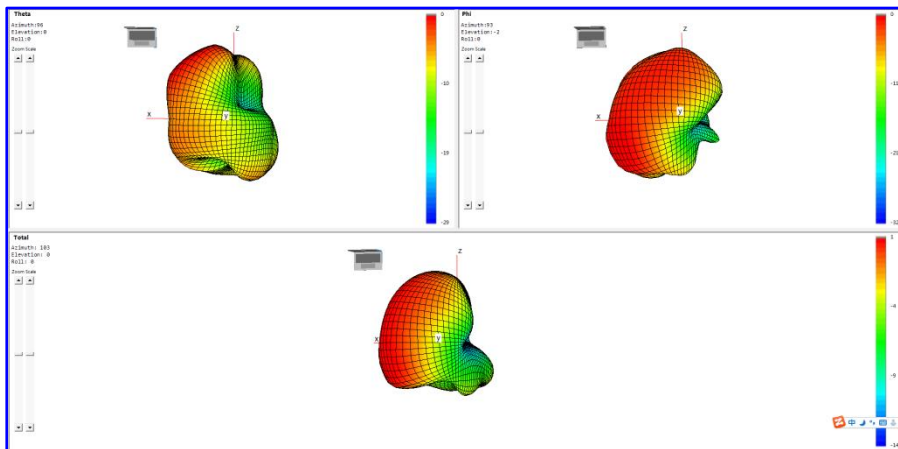 Theta
Azimuth:96
Elevation:0
Roll:0
Zoom Scale
Z
X
y
0
-10
-19
-29
Phi
Azimuth:93
Elevation:-2
Roll:0
Zoom Scale
Z
X
y
0
-11
-21
-32
Total
Azimuth: 103
Elevation: 0
Roll: 0
Zoom Scale
Z
X
y
1
-4
-9
-14
中